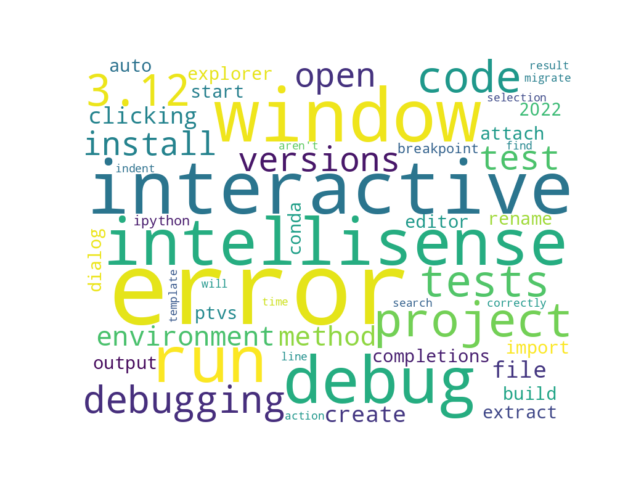 auto
explorer
open
code
result
migrate
3.12
start
window
selection
2022
clicking
install
versions
aren't
breakpoint
attach
find
test
indent
interactive
ipython
conda
editor
rename
dialog
intellisense
template
will
error
tests
ptvs
time
search
correctly
project
environment
method
import
output
run
line
completions
file
debug
debugging
build
action
create
extract